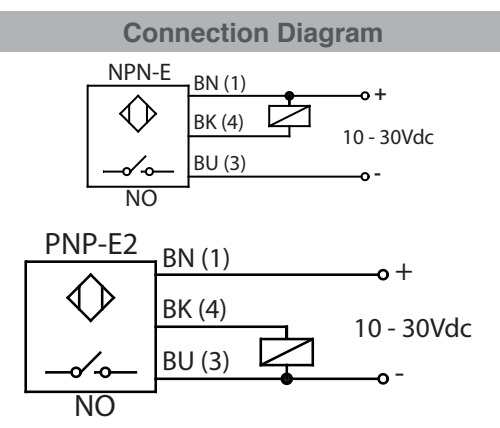 Connection Diagram
NPN-E
BN (1)
+
BK (4)
10 - 30Vdc
BU (3)
-
NO
PNP-E2
BN (1)
+
BK (4)
10 - 30Vdc
BU (3)
-
NO